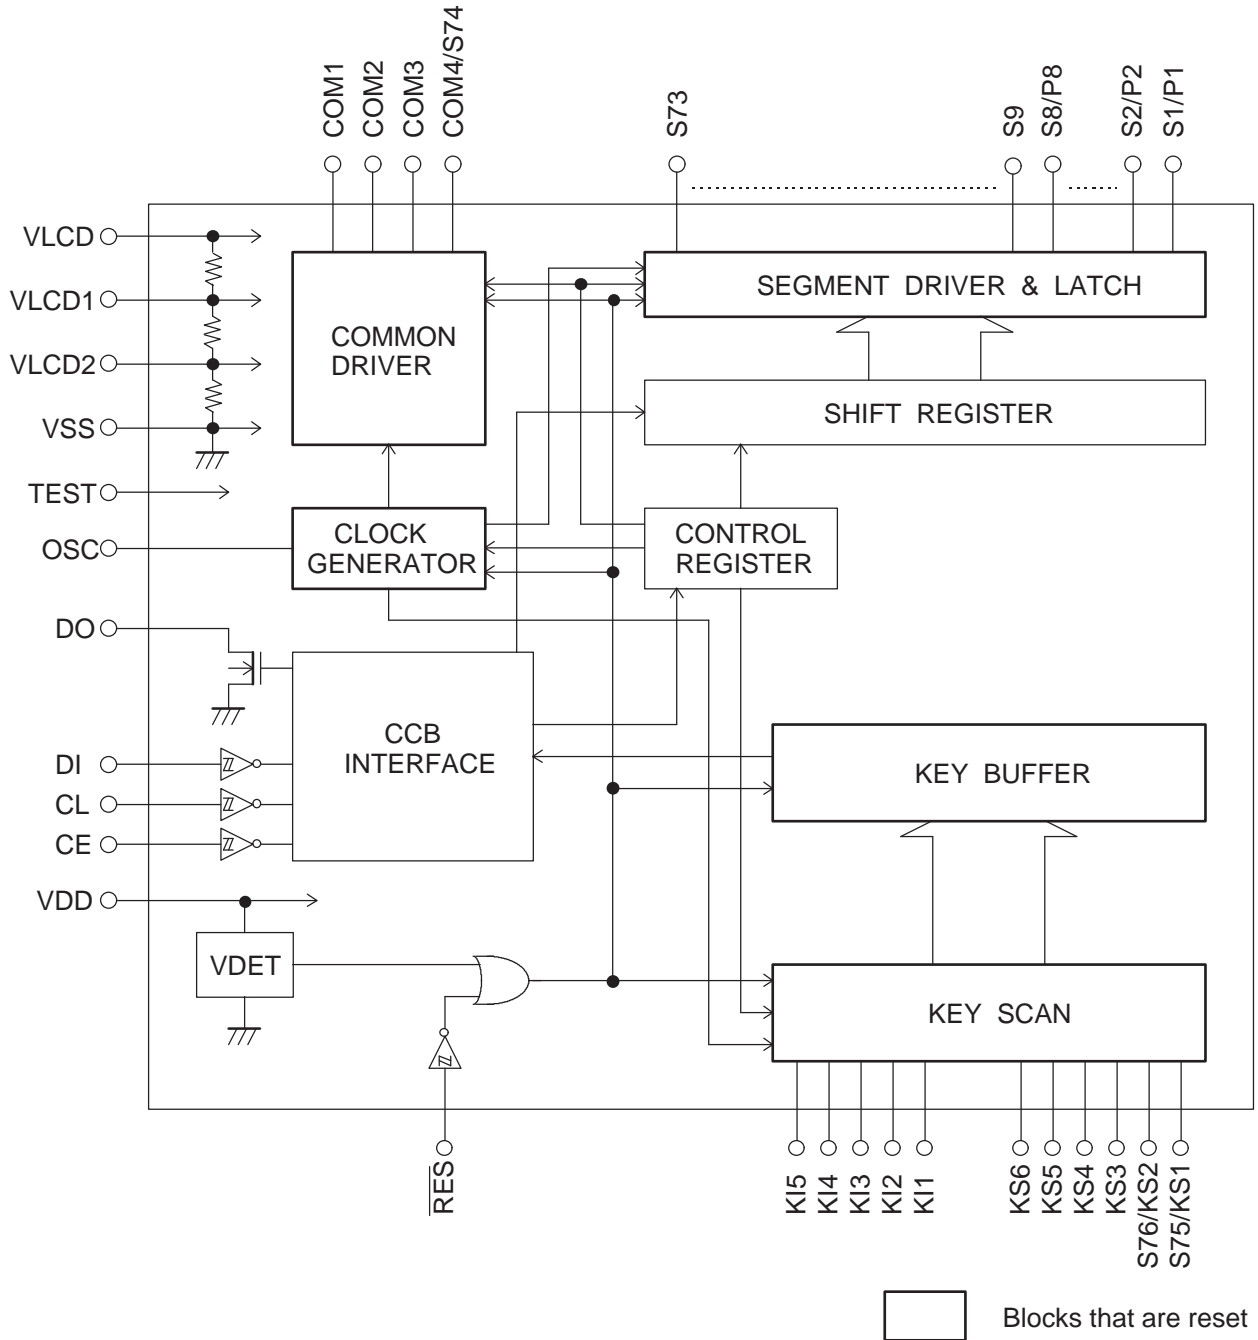 COM1
COM2
COM3
COM4/S74
S73
S9
S8/P8
S2/P2
S1/P1
VLCD
VLCD1
VLCD2
VSS
TEST
OSC
DO
DI
CL
CE
VDD
COMMON
DRIVER
SEGMENT DRIVER & LATCH
SHIFT REGISTER
CLOCK
GENERATOR
CONTROL
REGISTER
CCB
INTERFACE
KEY BUFFER
VDET
KEY SCAN
RES
KI5
KI4
KI3
KI2
KI1
KS6
KS5
KS4
KS3
S76/KS2
S75/KS1
Blocks that are reset